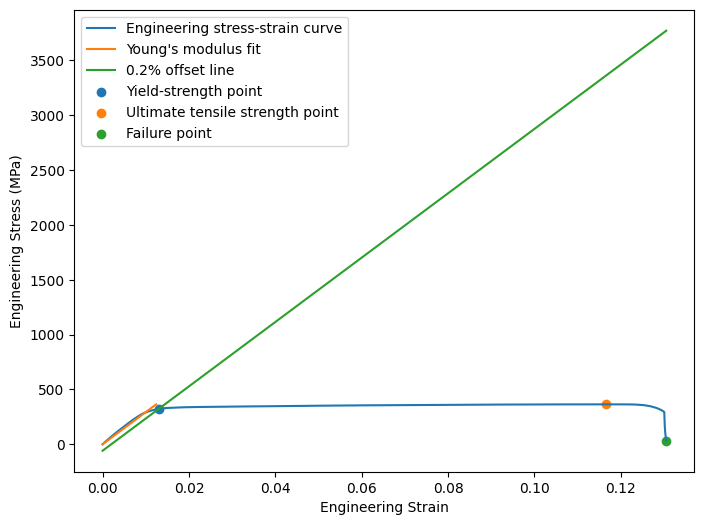 Engineering stress-strain curve
Young's modulus fit
0.2% offset line
Yield-strength point
Ultimate tensile strength point
Failure point
Engineering Stress (MPa)
3500
3000
2500
2000
1500
1000
500
0
0.00 0.02 0.04 0.06 0.08 0.10 0.12
Engineering Strain